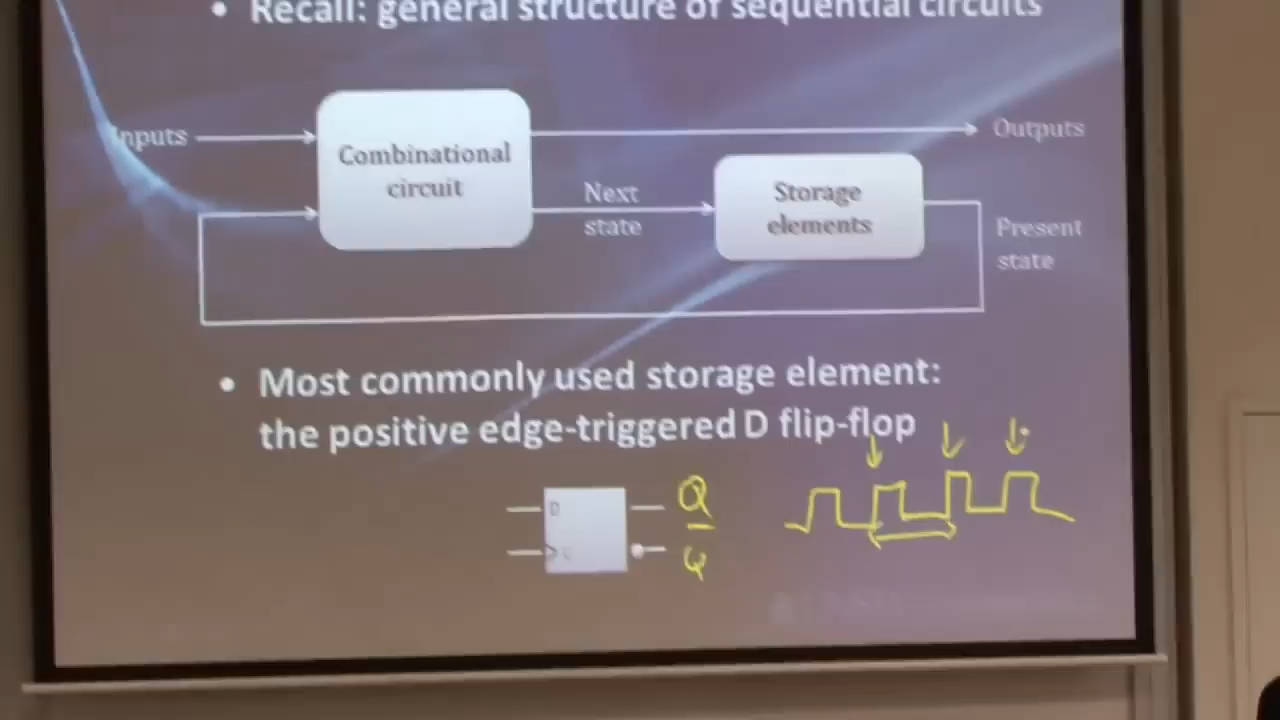 • Recall: general structure of sequential circuits
Inputs
Combinational
circuit
Outputs
Next
state
Storage
elements
Present
state
• Most commonly used storage element:
the positive edge-triggered D flip-flop
D
Q
C
Q